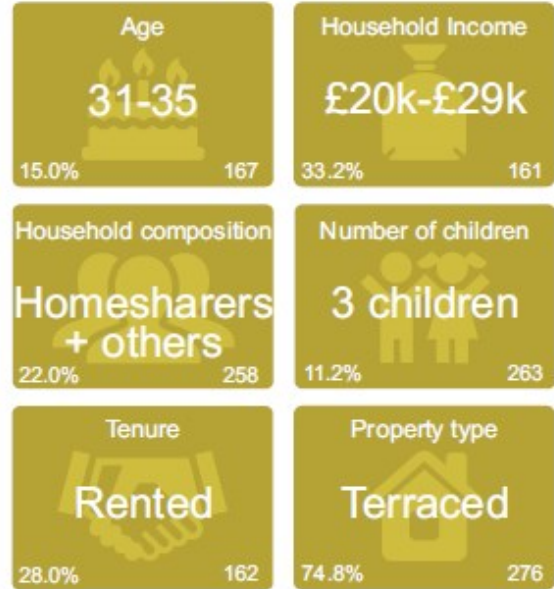 Age
31-35
15.0% 167
Household Income
£20k-£29k
33.2% 161
Household composition
Homesharers
+ others
22.0% 258
Number of children
3 children
11.2% 263
Tenure
Rented
28.0% 162
Property type
Terraced
74.8% 276